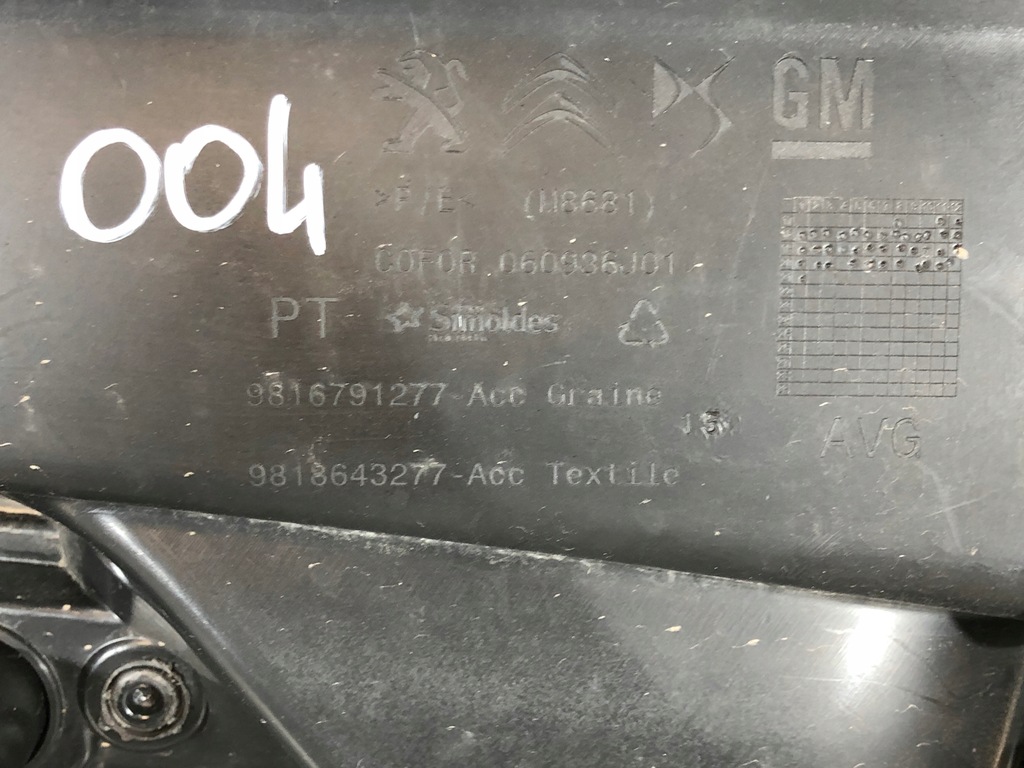 004
GM
>P/E< (M8681)
COFOR 060936J01
PT Simoldes
9816791277-Acc Graine
AVG
9818643277-Acc Textile